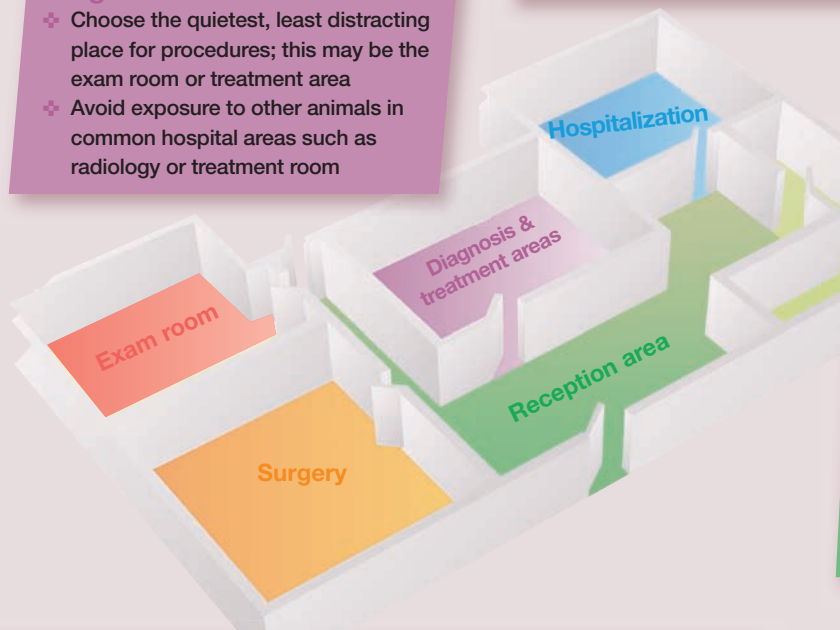 ❖ Choose the quietest, least distracting
place for procedures; this may be the
exam room or treatment area
❖ Avoid exposure to other animals in
common hospital areas such as
radiology or treatment room
Hospitalization
Diagnosis &
treatment areas
Exam room
Reception area
Surgery